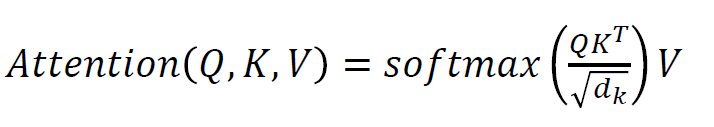 Attention(Q, K, V) = softmax(QK^T / √d_k)V